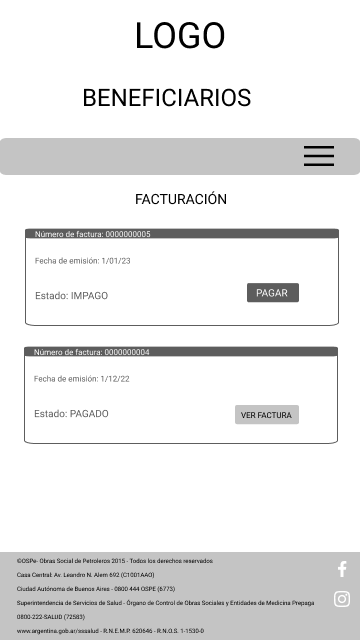 LOGO
BENEFICIARIOS
FACTURACIÓN
Número de factura: 0000000005
Fecha de emisión: 1/01/23
Estado: IMPAGO
PAGAR
Número de factura: 0000000004
Fecha de emisión: 1/12/22
Estado: PAGADO
VER FACTURA
©OSPe- Obras Social de Petroleros 2015 - Todos los derechos reservados
Casa Central: Av. Leandro N. Alem 692 (C1001AAO)
Ciudad Autónoma de Buenos Aires - 0800 444 OSPE (6773)
Superintendencia de Servicios de Salud - Órgano de Control de Obras Sociales y Entidades de Medicina Prepaga
0800-222-SALUD (72583)
www.argentina.gob.ar/sssalud - R.N.E.M.P. 620646 - R.N.O.S. 1-1530-0